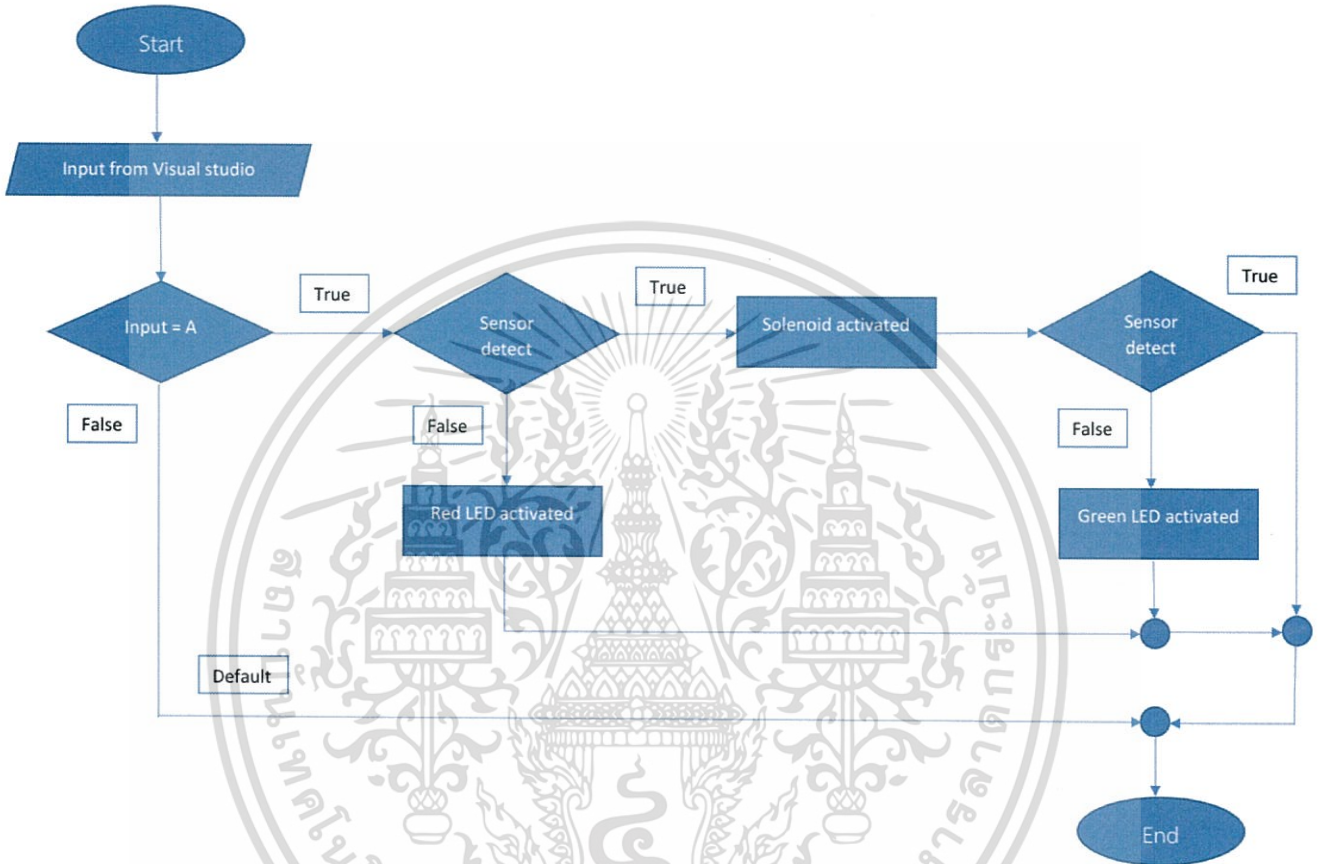 Start
Input from Visual studio
Input = A
True
Sensor
detect
True
Solenoid activated
Sensor
detect
True
False
False
False
Red LED activated
Green LED activated
Default
End